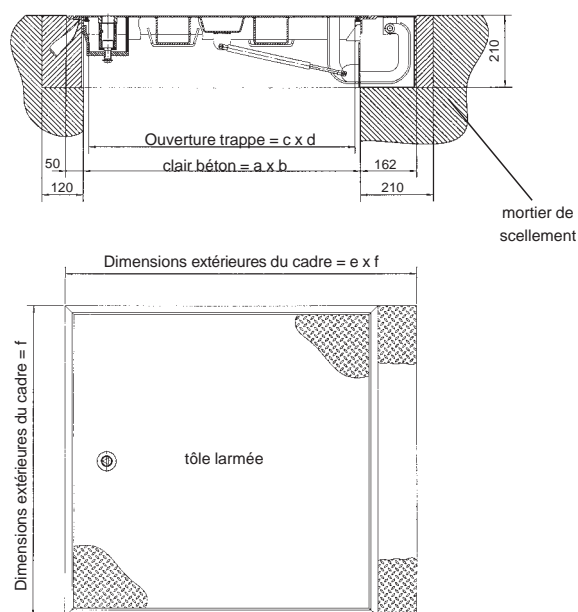 210
Ouverture trappe = c x d
50
clair béton = a x b
162
120
210
mortier de
scellement
Dimensions extérieures du cadre = e x f
Dimensions extérieures du cadre = f
tôle larmée